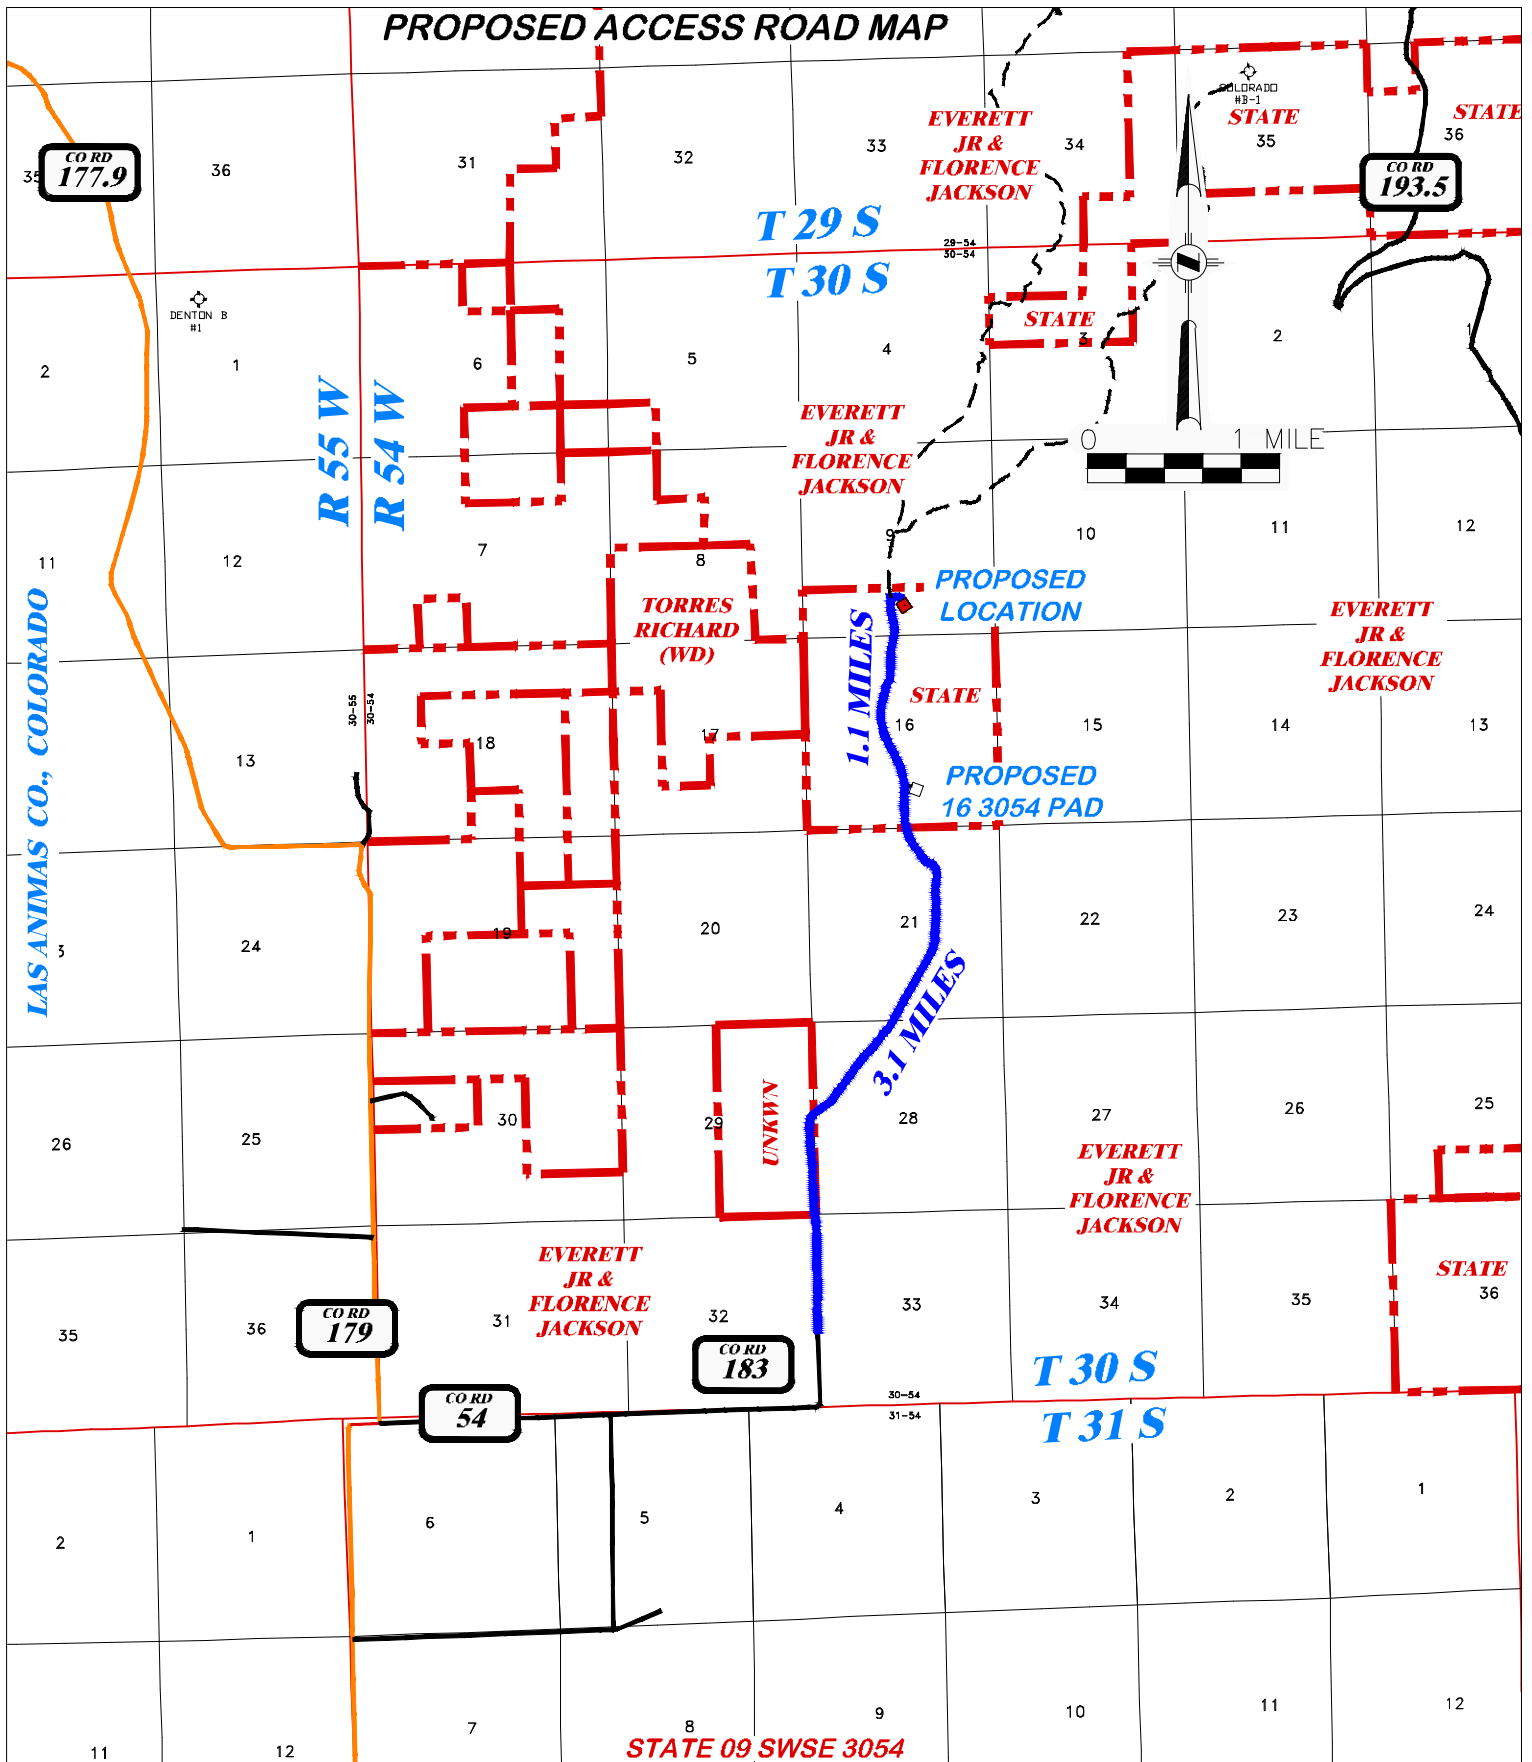 PROPOSED ACCESS ROAD MAP
COLORADO
#B-1
EVERETT
JR &
FLORENCE
JACKSON
STATE
STATE
35
36
31
32
33
34
35
36
CO RD
177.9
CO RD
193.5
T 29 S
29-54
30-54
T 30 S
DENTON B
#1
STATE
2
1
6
5
4
3
2
1
R 55 W
R 54 W
EVERETT
JR &
FLORENCE
JACKSON
0 1 MILE
11
12
7
8
9
10
11
12
PROPOSED
LOCATION
TORRES
RICHARD
(WD)
EVERETT
JR &
FLORENCE
JACKSON
LAS ANIMAS CO., COLORADO
30-55
30-54
1.1 MILES
STATE
13
18
17
16
15
14
13
PROPOSED
16 3054 PAD
3
24
19
20
21
22
23
24
3.1 MILES
UNKWN
26
25
30
29
28
27
26
25
EVERETT
JR &
FLORENCE
JACKSON
EVERETT
JR &
FLORENCE
JACKSON
STATE
35
36
31
32
33
34
35
36
CO RD
179
CO RD
183
CO RD
54
30-54
31-54
T 30 S
T 31 S
2
1
6
5
4
3
2
1
11
12
7
8
9
10
11
12
STATE 09 SWSE 3054